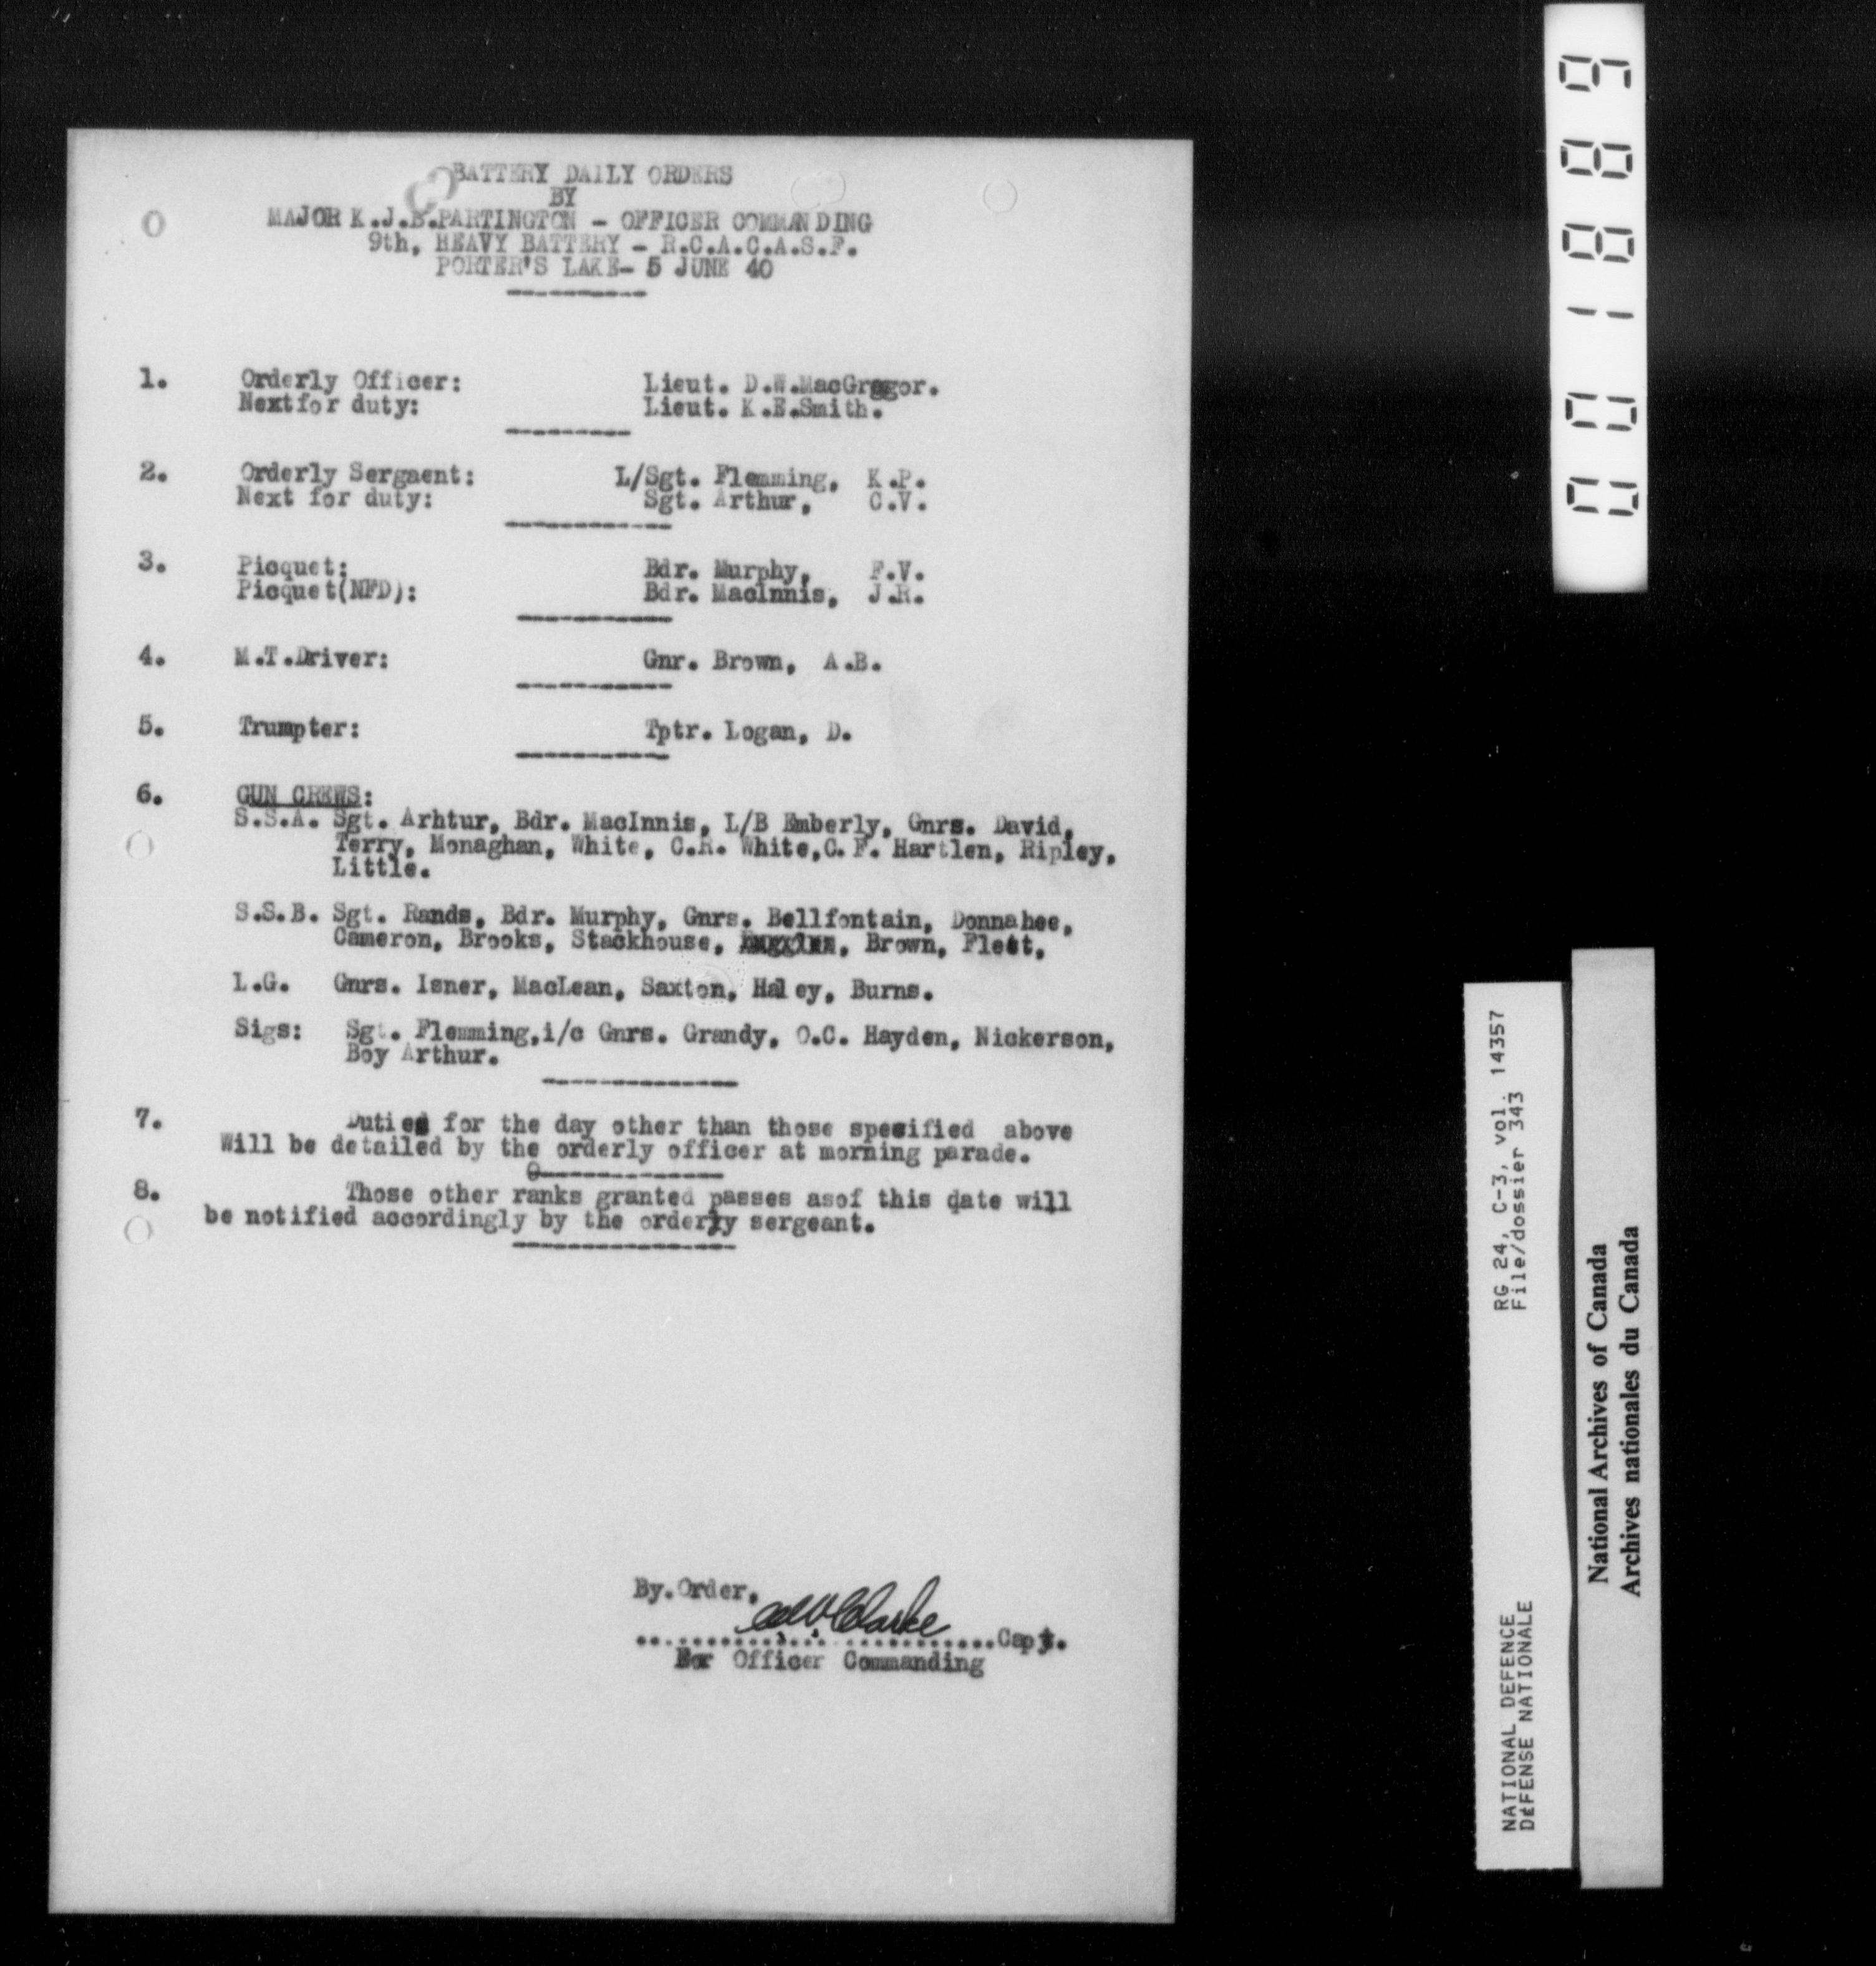 BATTERY DAILY ORDERS
BY
MAJOR K.J.B.PARTINGTON - OFFICER COMMANDING
9th, HEAVY BATTERY - R.C.A.C.A.S.F.
PORTER'S LAKE- 5 JUNE 40
1. Orderly Officer: Lieut. D.W.MacGregor.
Nextfor duty: Lieut. K.E.Smith.
2. Orderly Sergaent: L/Sgt. Flemming, K.P.
Next for duty: Sgt. Arthur, C.V.
3. Picquet: Bdr. Murphy, F.V.
Picquet(NFD): Bdr. MacInnis, J.R.
4. M.T.Driver: Gnr. Brown, A.B.
5. Trumpter: Tptr. Logan, D.
6. GUN CREWS:
S.S.A. Sgt. Arhtur, Bdr. MacInnis, L/B Emberly, Gnrs. David,
Terry, Monaghan, White, C.R. White,C. F. Hartlen, Ripley,
Little.
S.S.B. Sgt. Rands, Bdr. Murphy, Gnrs. Bellfontain, Donnahee,
Cameron, Brooks, Stackhouse, Brown, Flett,
L.G. Gnrs. Isner, MacLean, Saxton, Haley, Burns.
Sigs: Sgt. Flemming,i/c Gnrs. Grandy, O.C. Hayden, Nickerson,
Boy Arthur.
7. Duties for the day other than those specified above
Will be detailed by the orderly officer at morning parade.
8. Those other ranks granted passes asof this date will
be notified accordingly by the orderly sergeant.
By.Order,
Clarke
Capt.
For Officer Commanding
001889
RG 24, C-3, vol. 14357
File/dossier 343
NATIONAL DEFENCE
DÉFENSE NATIONALE
National Archives of Canada
Archives nationales du Canada